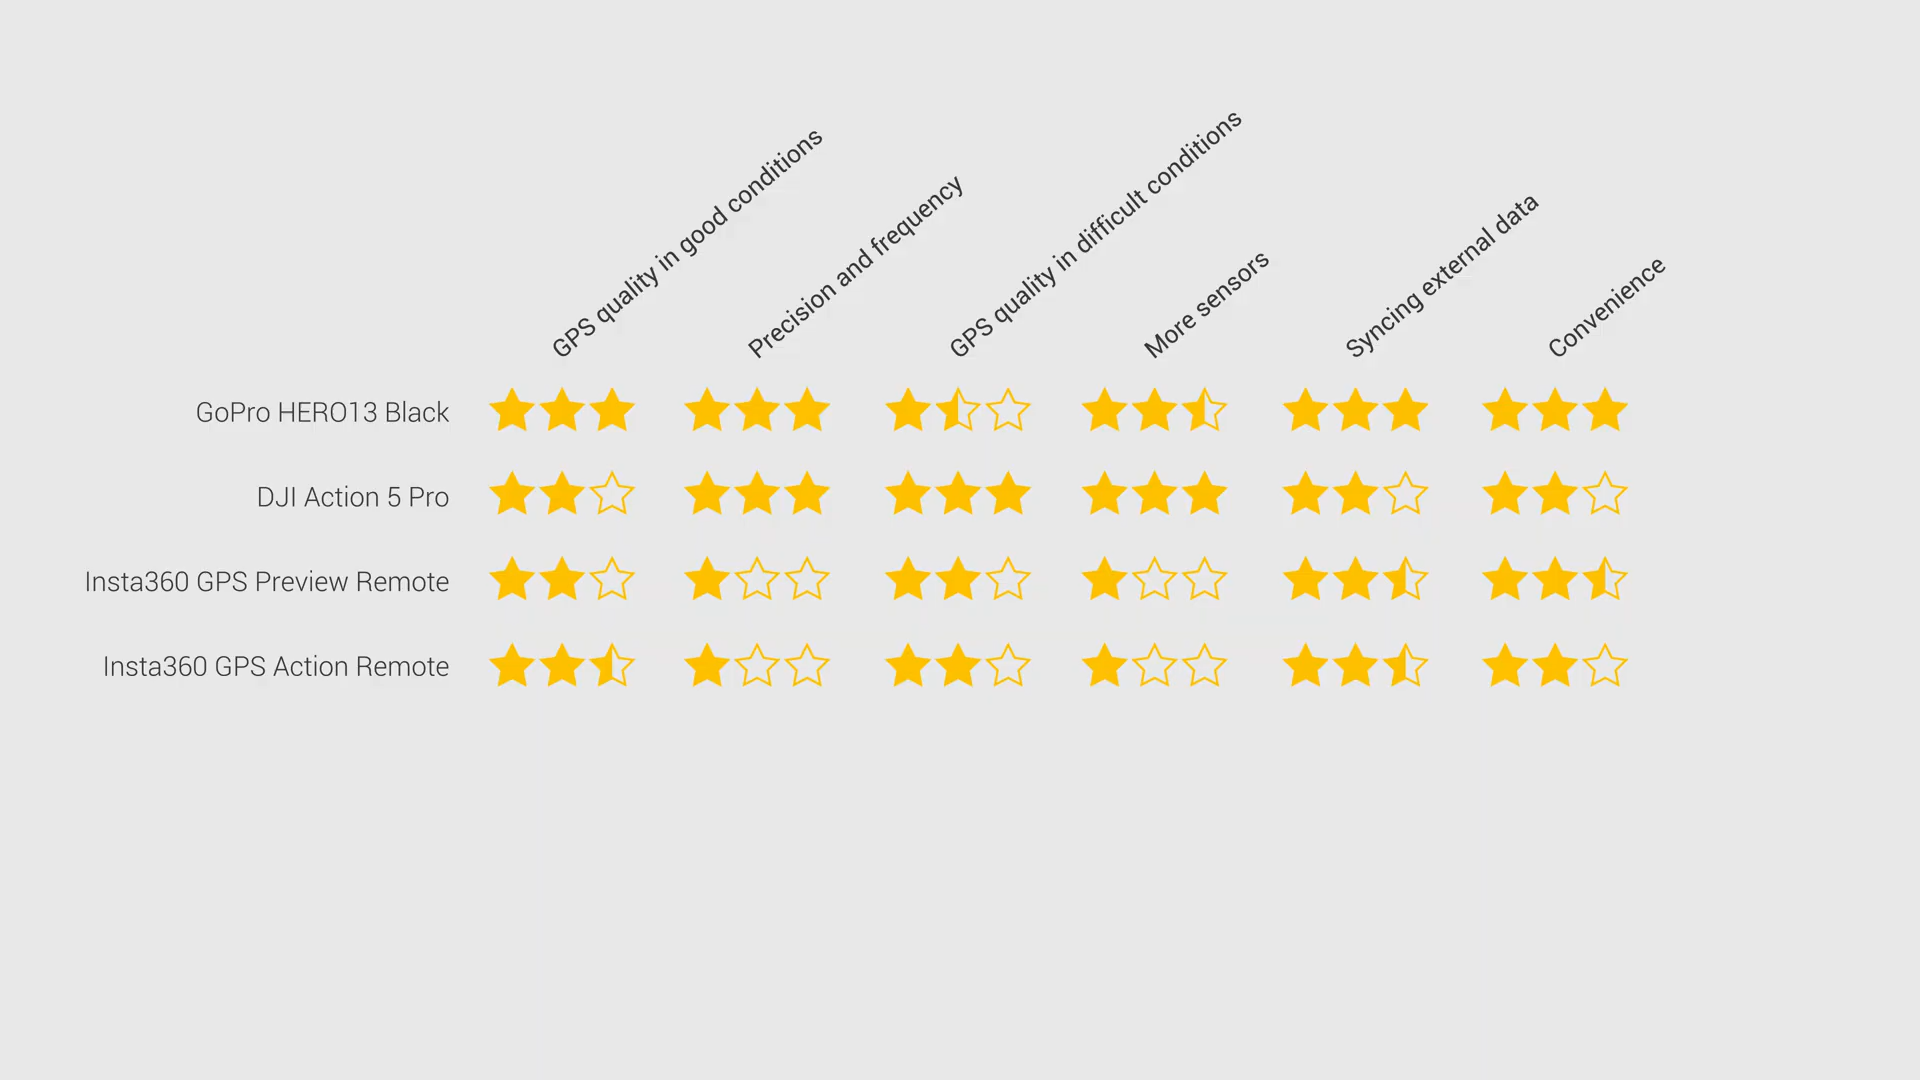 GPS quality in good conditions
Precision and frequency
GPS quality in difficult conditions
More sensors
Syncing external data
Convenience
GoPro HERO13 Black
DJI Action 5 Pro
Insta360 GPS Preview Remote
Insta360 GPS Action Remote